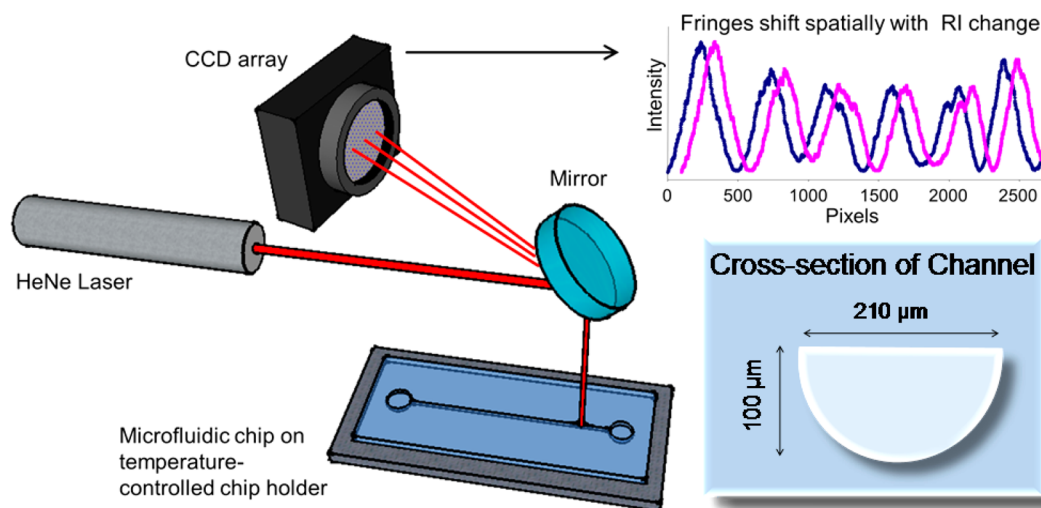 Fringes shift spatially with RI change
CCD array
Intensity
Mirror
0 500 1000 1500 2000 2500
Pixels
HeNe Laser
Cross-section of Channel
210 µm
100 µm
Microfluidic chip on
temperature-
controlled chip holder